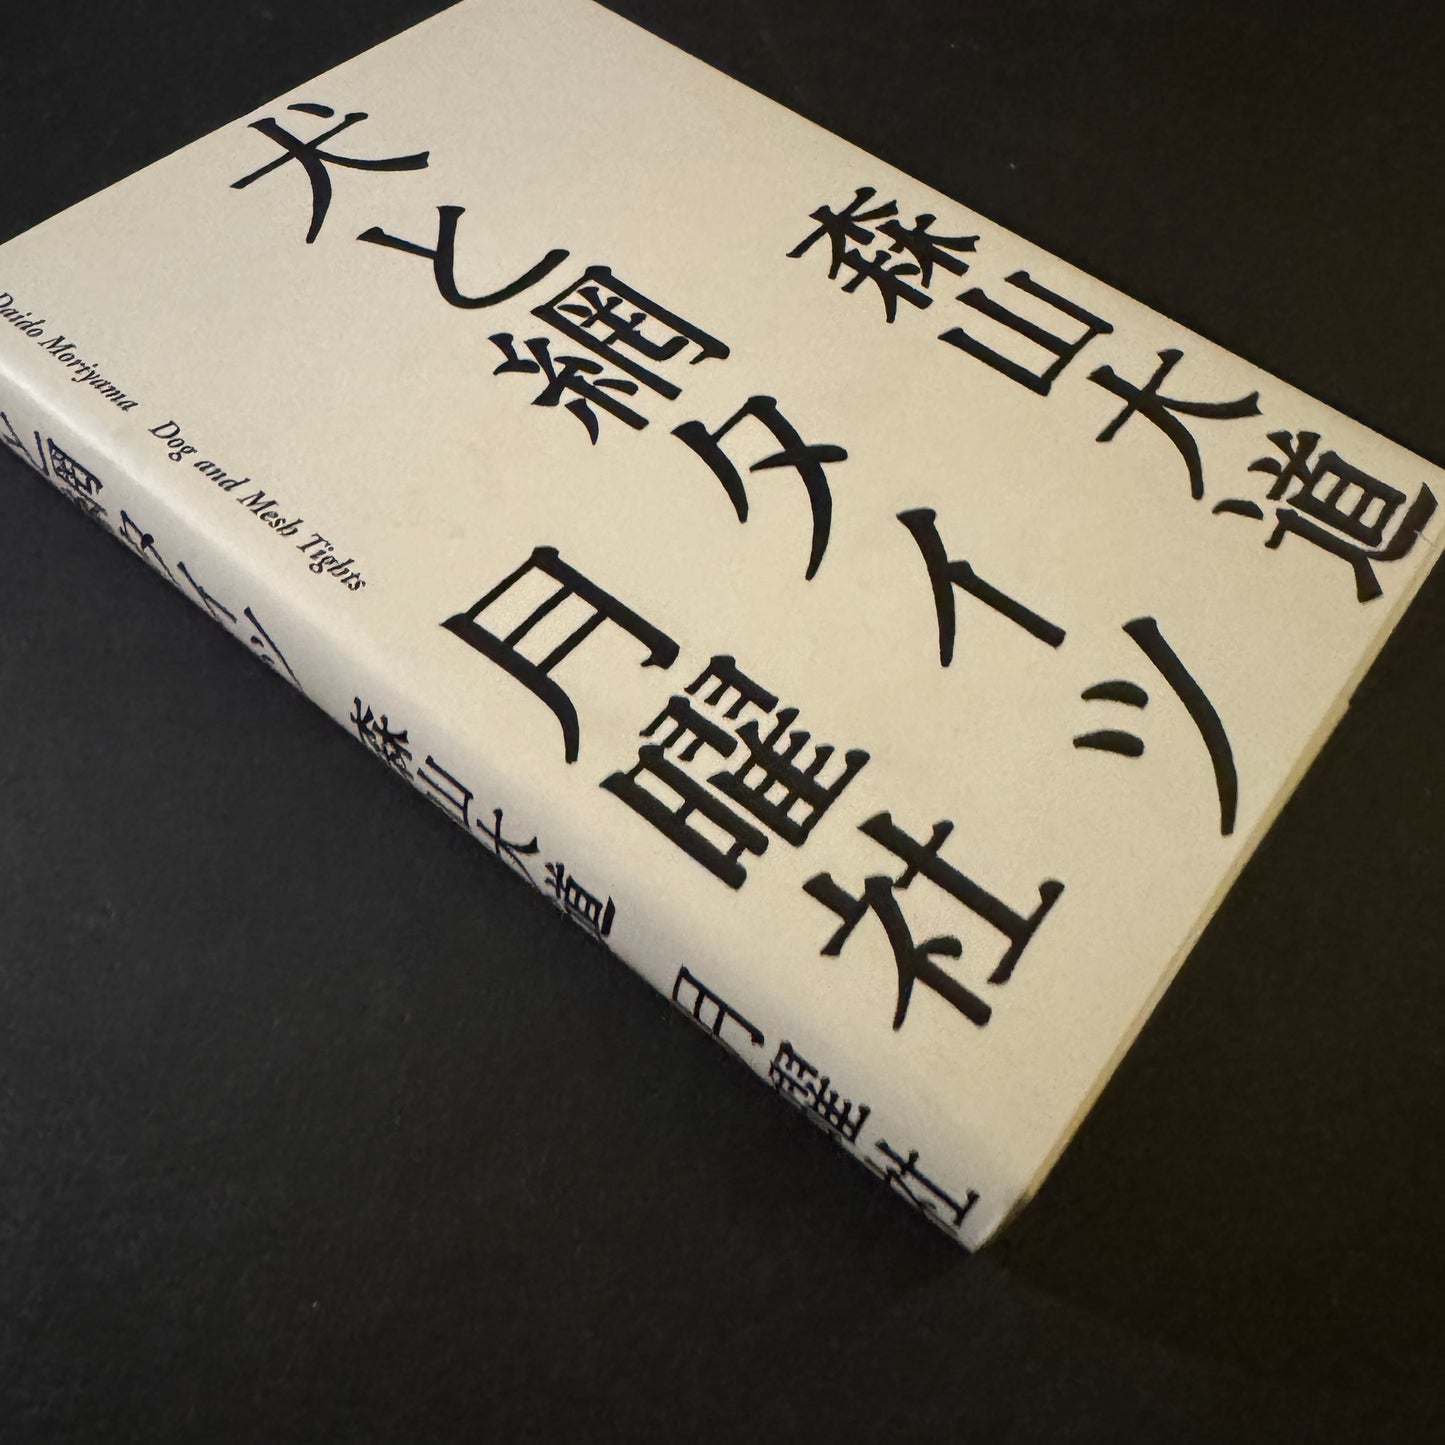 森山大道
犬と網タイツ
月曜社
Daido Moriyama Dog and Mesh Tights
と網タイツ 森山大道 月曜社